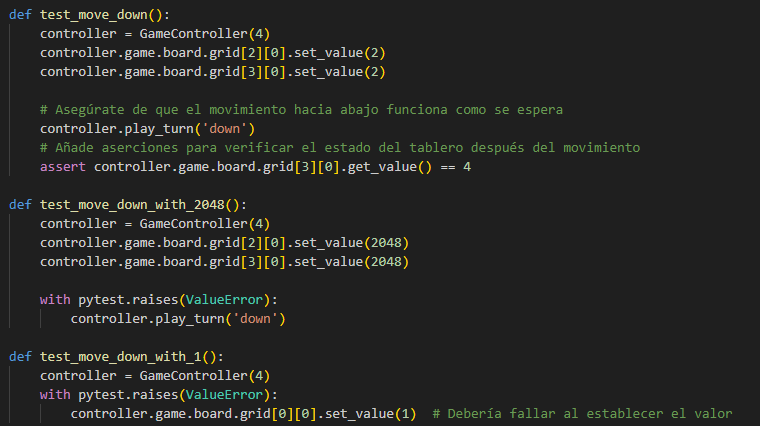 def test_move_down():
    controller = GameController(4)
    controller.game.board.grid[2][0].set_value(2)
    controller.game.board.grid[3][0].set_value(2)

    # Asegúrate de que el movimiento hacia abajo funciona como se espera
    controller.play_turn('down')
    # Añade aserciones para verificar el estado del tablero después del movimiento
    assert controller.game.board.grid[3][0].get_value() == 4

def test_move_down_with_2048():
    controller = GameController(4)
    controller.game.board.grid[2][0].set_value(2048)
    controller.game.board.grid[3][0].set_value(2048)

    with pytest.raises(ValueError):
        controller.play_turn('down')

def test_move_down_with_1():
    controller = GameController(4)
    with pytest.raises(ValueError):
        controller.game.board.grid[0][0].set_value(1)  # Debería fallar al establecer el valor